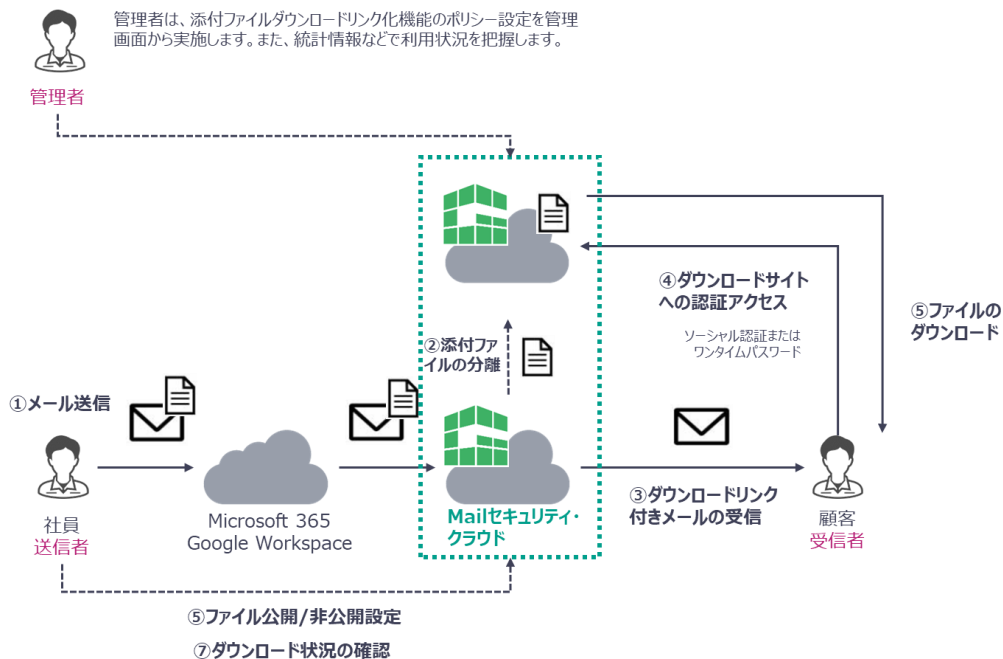 管理者は、添付ファイルダウンロードリンク化機能のポリシー設定を管理
画面から実施します。また、統計情報などで利用状況を把握します。
管理者
④ダウンロードサイト
への認証アクセス
ソーシャル認証または
ワンタイムパスワード
⑤ファイルの
ダウンロード
②添付ファ
イルの分離
①メール送信
社員
送信者
Microsoft 365
Google Workspace
Mailセキュリティ・
クラウド
③ダウンロードリンク
付きメールの受信
顧客
受信者
⑤ファイル公開/非公開設定
⑦ダウンロード状況の確認